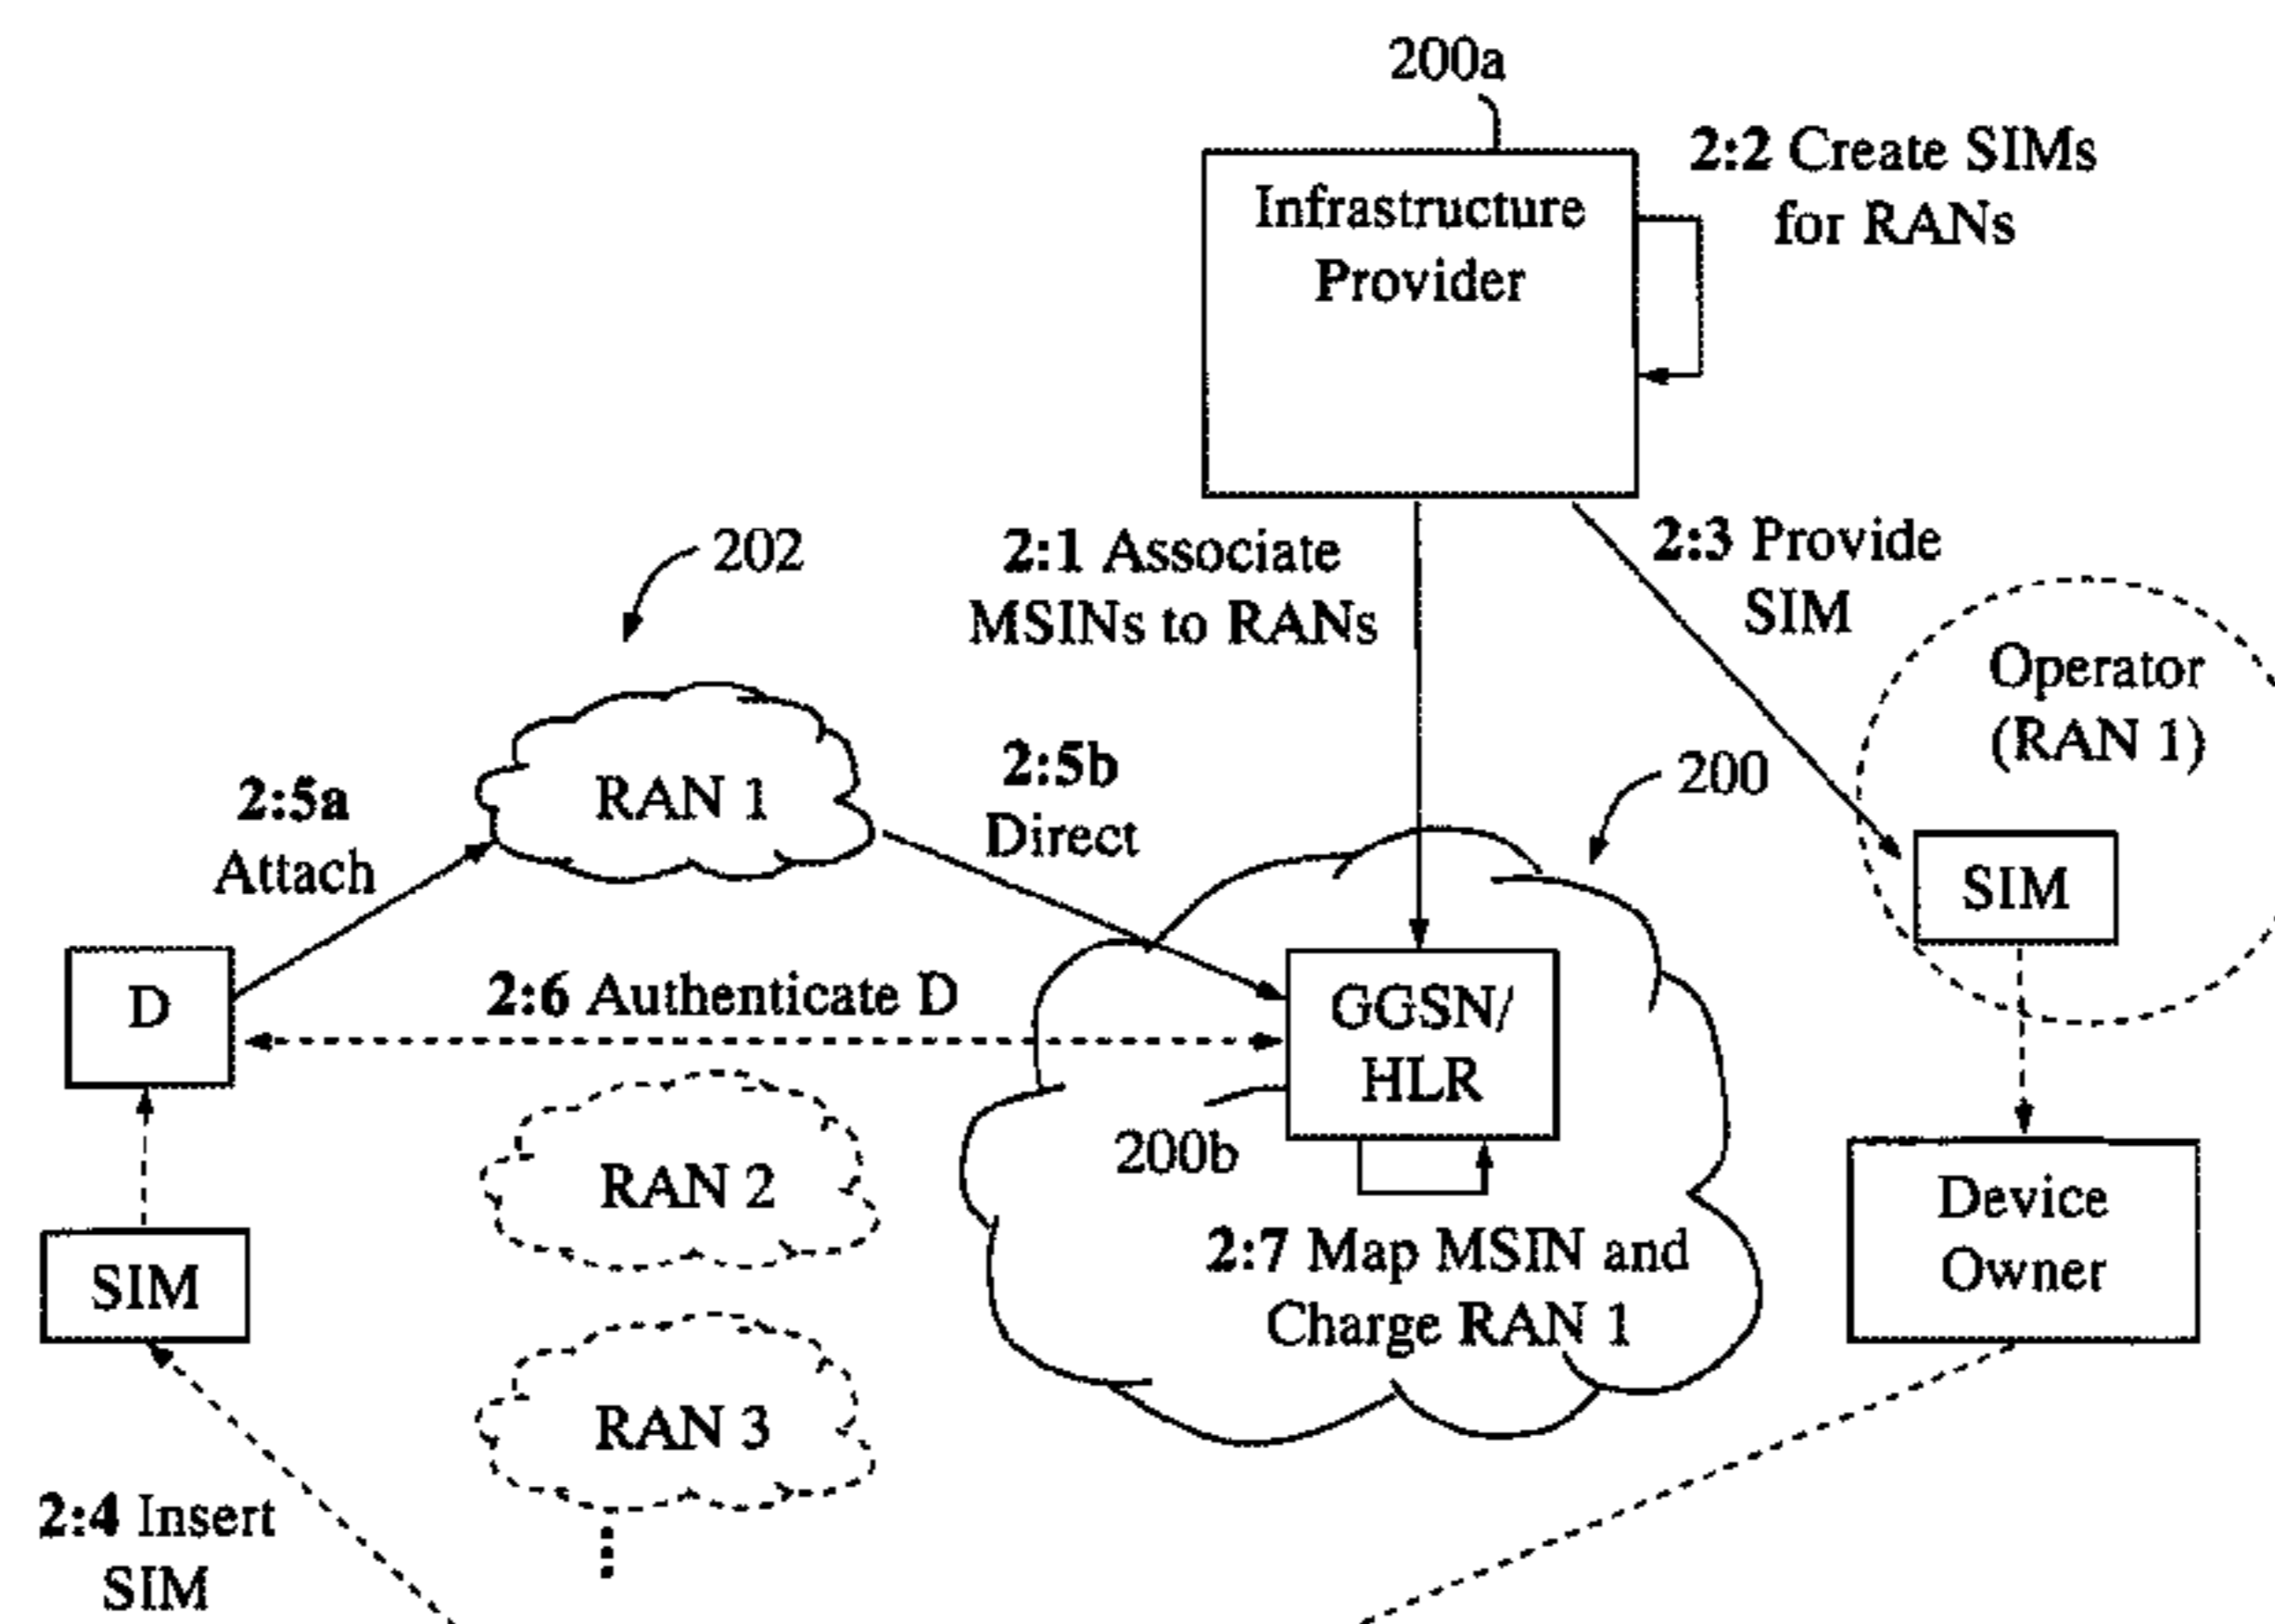 200a
Infrastructure
Provider
2:2 Create SIMs
for RANs
202
2:1 Associate
MSINs to RANs
2:3 Provide
SIM
Operator
(RAN 1)
RAN 1
2:5b
Direct
200
2:5a
Attach
SIM
D
2:6 Authenticate D
GGSN/
HLR
200b
RAN 2
Device
Owner
2:7 Map MSIN and
Charge RAN 1
SIM
RAN 3
2:4 Insert
SIM